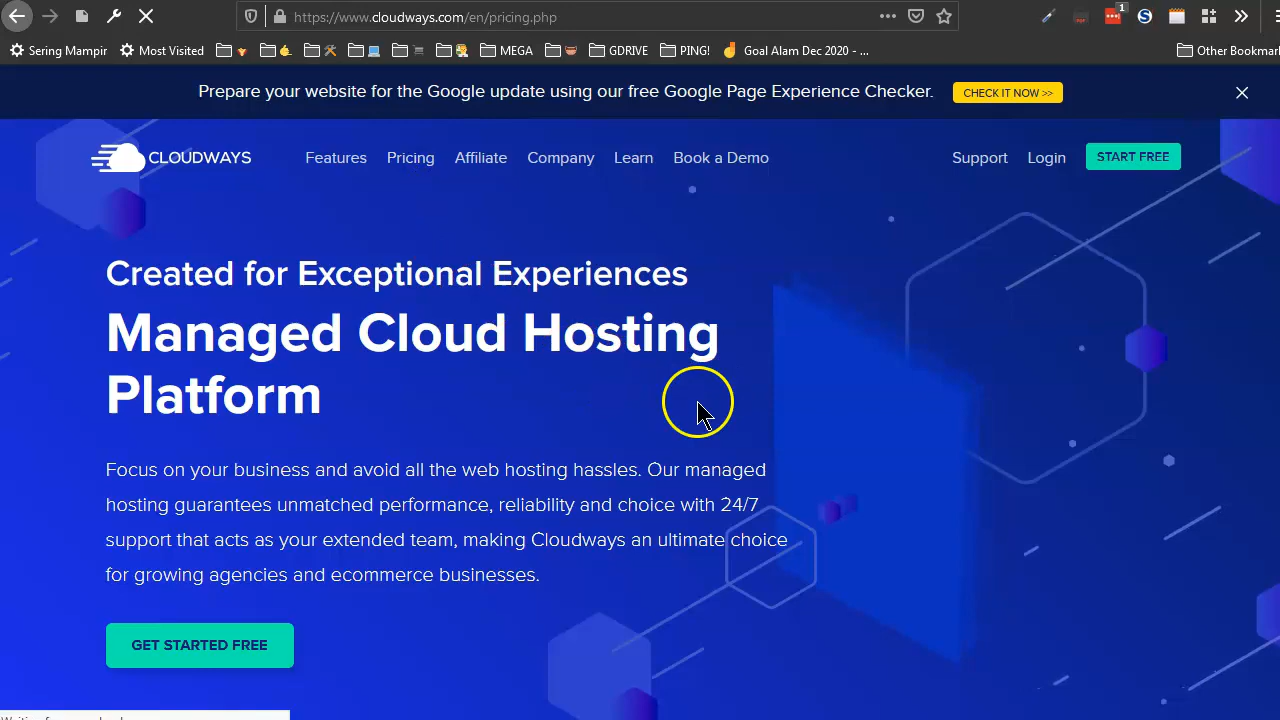 https://www.cloudways.com/en/pricing.php
1
Sering Mampir
Most Visited
MEGA
GDRIVE
PING!
Goal Alam Dec 2020 - ...
Other Bookmar
Prepare your website for the Google update using our free Google Page Experience Checker.
CHECK IT NOW >>
CLOUDWAYS
Features
Pricing
Affiliate
Company
Learn
Book a Demo
Support
Login
START FREE
Created for Exceptional Experiences
Managed Cloud Hosting
Platform
Focus on your business and avoid all the web hosting hassles. Our managed
hosting guarantees unmatched performance, reliability and choice with 24/7
support that acts as your extended team, making Cloudways an ultimate choice
for growing agencies and ecommerce businesses.
GET STARTED FREE